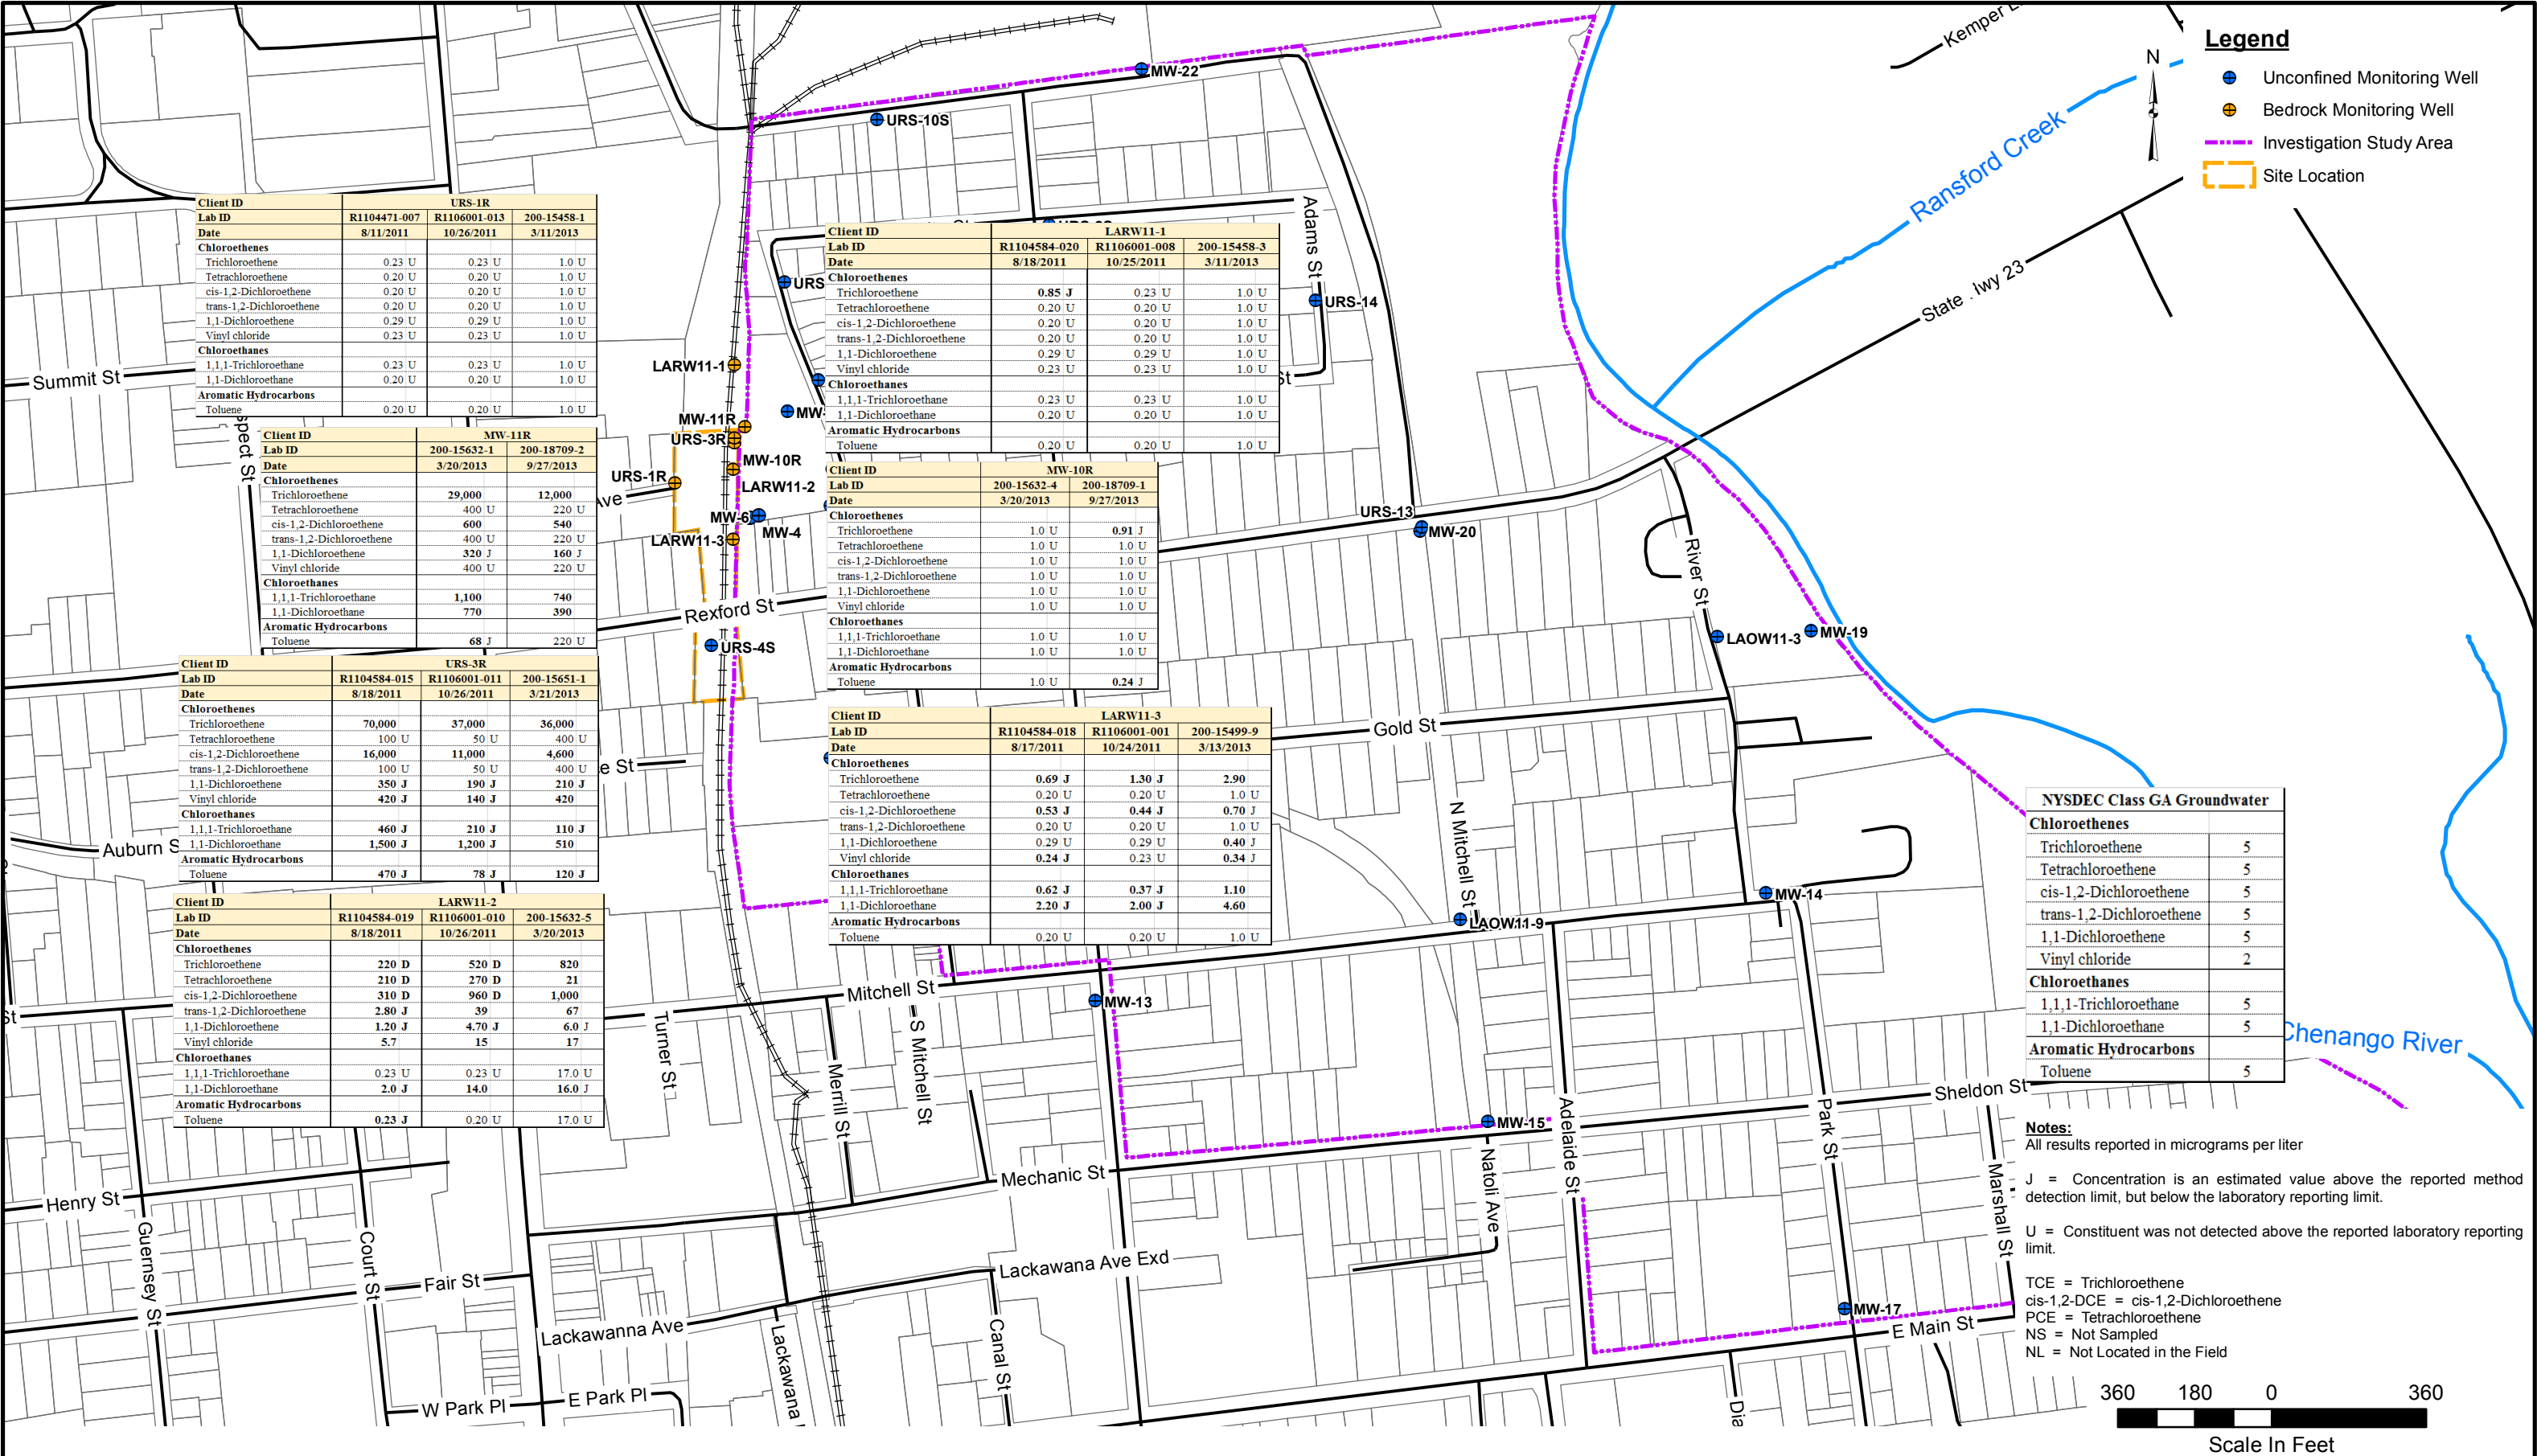 Legend
Unconfined Monitoring Well
Bedrock Monitoring Well
Investigation Study Area
Site Location
N
Kemper
Ransford Creek
State Hwy 23
MW-22
URS-10S
Adams St
URS-14
URS
LARW11-1
MW-11R
URS-3R
MW-10R
URS-1R
LARW11-2
MW-6
MW-4
LARW11-3
URS-4S
URS-13
MW-20
River St
LAOW11-3
MW-19
Summit St
Ave
Rexford St
Gold St
N Mitchell St
LAOW11-9
MW-14
MW-13
MW-15
MW-17
Auburn S
Mitchell St
Turner St
Merrill St
S Mitchell St
Mechanic St
Adelaide St
Natoli Ave
Park St
Sheldon St
Marshall St
Chenango River
Henry St
Guernsey St
Court St
Fair St
Lackawanna Ave
Lackawana Ave Exd
Lackawana
Canal St
W Park Pl
E Park Pl
E Main St
Dia
Client ID URS-1R
Lab ID R1104471-007 R1106001-013 200-15458-1
Date 8/11/2011 10/26/2011 3/11/2013
Chloroethenes
Trichloroethene 0.23 U 0.23 U 1.0 U
Tetrachloroethene 0.20 U 0.20 U 1.0 U
cis-1,2-Dichloroethene 0.20 U 0.20 U 1.0 U
trans-1,2-Dichloroethene 0.20 U 0.20 U 1.0 U
1,1-Dichloroethene 0.29 U 0.29 U 1.0 U
Vinyl chloride 0.23 U 0.23 U 1.0 U
Chloroethanes
1,1,1-Trichloroethane 0.23 U 0.23 U 1.0 U
1,1-Dichloroethane 0.20 U 0.20 U 1.0 U
Aromatic Hydrocarbons
Toluene 0.20 U 0.20 U 1.0 U
Client ID LARW11-1
Lab ID R1104584-020 R1106001-008 200-15458-3
Date 8/18/2011 10/25/2011 3/11/2013
Chloroethenes
Trichloroethene 0.85 J 0.23 U 1.0 U
Tetrachloroethene 0.20 U 0.20 U 1.0 U
cis-1,2-Dichloroethene 0.20 U 0.20 U 1.0 U
trans-1,2-Dichloroethene 0.20 U 0.20 U 1.0 U
1,1-Dichloroethene 0.29 U 0.29 U 1.0 U
Vinyl chloride 0.23 U 0.23 U 1.0 U
Chloroethanes
1,1,1-Trichloroethane 0.23 U 0.23 U 1.0 U
1,1-Dichloroethane 0.20 U 0.20 U 1.0 U
Aromatic Hydrocarbons
Toluene 0.20 U 0.20 U 1.0 U
Client ID MW-11R
Lab ID 200-15632-1 200-18709-2
Date 3/20/2013 9/27/2013
Chloroethenes
Trichloroethene 29,000 12,000
Tetrachloroethene 400 U 220 U
cis-1,2-Dichloroethene 600 540
trans-1,2-Dichloroethene 400 U 220 U
1,1-Dichloroethene 320 J 160 J
Vinyl chloride 400 U 220 U
Chloroethanes
1,1,1-Trichloroethane 1,100 740
1,1-Dichloroethane 770 390
Aromatic Hydrocarbons
Toluene 68 J 220 U
Client ID MW-10R
Lab ID 200-15632-4 200-18709-1
Date 3/20/2013 9/27/2013
Chloroethenes
Trichloroethene 1.0 U 0.91 J
Tetrachloroethene 1.0 U 1.0 U
cis-1,2-Dichloroethene 1.0 U 1.0 U
trans-1,2-Dichloroethene 1.0 U 1.0 U
1,1-Dichloroethene 1.0 U 1.0 U
Vinyl chloride 1.0 U 1.0 U
Chloroethanes
1,1,1-Trichloroethane 1.0 U 1.0 U
1,1-Dichloroethane 1.0 U 1.0 U
Aromatic Hydrocarbons
Toluene 1.0 U 0.24 J
Client ID URS-3R
Lab ID R1104584-015 R1106001-011 200-15651-1
Date 8/18/2011 10/26/2011 3/21/2013
Chloroethenes
Trichloroethene 70,000 37,000 36,000
Tetrachloroethene 100 U 50 U 400 U
cis-1,2-Dichloroethene 16,000 11,000 4,600
trans-1,2-Dichloroethene 100 U 50 U 400 U
1,1-Dichloroethene 350 J 190 J 210 J
Vinyl chloride 420 J 140 J 420
Chloroethanes
1,1,1-Trichloroethane 460 J 210 J 110 J
1,1-Dichloroethane 1,500 J 1,200 J 510
Aromatic Hydrocarbons
Toluene 470 J 78 J 120 J
Client ID LARW11-3
Lab ID R1104584-018 R1106001-001 200-15499-9
Date 8/17/2011 10/24/2011 3/13/2013
Chloroethenes
Trichloroethene 0.69 J 1.30 J 2.90
Tetrachloroethene 0.20 U 0.20 U 1.0 U
cis-1,2-Dichloroethene 0.53 J 0.44 J 0.70 J
trans-1,2-Dichloroethene 0.20 U 0.20 U 1.0 U
1,1-Dichloroethene 0.29 U 0.29 U 0.40 J
Vinyl chloride 0.24 J 0.23 U 0.34 J
Chloroethanes
1,1,1-Trichloroethane 0.62 J 0.37 J 1.10
1,1-Dichloroethane 2.20 J 2.00 J 4.60
Aromatic Hydrocarbons
Toluene 0.20 U 0.20 U 1.0 U
Client ID LARW11-2
Lab ID R1104584-019 R1106001-010 200-15632-5
Date 8/18/2011 10/26/2011 3/20/2013
Chloroethenes
Trichloroethene 220 D 520 D 820
Tetrachloroethene 210 D 270 D 21
cis-1,2-Dichloroethene 310 D 960 D 1,000
trans-1,2-Dichloroethene 2.80 J 39 67
1,1-Dichloroethene 1.20 J 4.70 J 6.0 J
Vinyl chloride 5.7 15 17
Chloroethanes
1,1,1-Trichloroethane 0.23 U 0.23 U 17.0 U
1,1-Dichloroethane 2.0 J 14.0 16.0 J
Aromatic Hydrocarbons
Toluene 0.23 J 0.20 U 17.0 U
NYSDEC Class GA Groundwater
Chloroethenes
Trichloroethene 5
Tetrachloroethene 5
cis-1,2-Dichloroethene 5
trans-1,2-Dichloroethene 5
1,1-Dichloroethene 5
Vinyl chloride 2
Chloroethanes
1,1,1-Trichloroethane 5
1,1-Dichloroethane 5
Aromatic Hydrocarbons
Toluene 5
Notes:
All results reported in micrograms per liter
J = Concentration is an estimated value above the reported method
detection limit, but below the laboratory reporting limit.
U = Constituent was not detected above the reported laboratory reporting
limit.
TCE = Trichloroethene
cis-1,2-DCE = cis-1,2-Dichloroethene
PCE = Tetrachloroethene
NS = Not Sampled
NL = Not Located in the Field
360 180 0 360
Scale In Feet